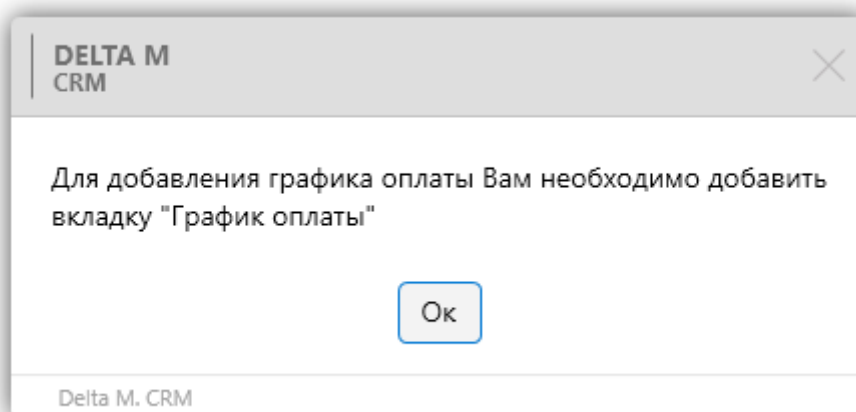 DELTA M
CRM
Для добавления графика оплаты Вам необходимо добавить
вкладку "График оплаты"
Ок
Delta M. CRM